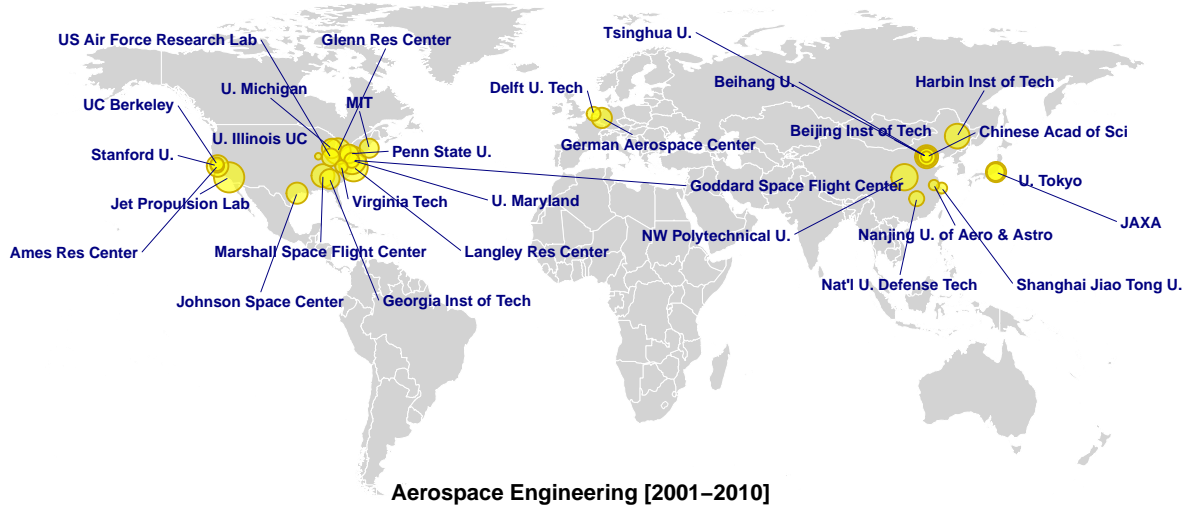 Tsinghua U.
US Air Force Research Lab
Glenn Res Center
Beihang U.
Harbin Inst of Tech
U. Michigan
Delft U. Tech
UC Berkeley
MIT
Beijing Inst of Tech
Chinese Acad of Sci
U. Illinois UC
German Aerospace Center
Stanford U.
Penn State U.
Goddard Space Flight Center
U. Tokyo
Jet Propulsion Lab
Virginia Tech
U. Maryland
JAXA
NW Polytechnical U.
Nanjing U. of Aero & Astro
Ames Res Center
Marshall Space Flight Center
Langley Res Center
Nat'l U. Defense Tech
Shanghai Jiao Tong U.
Johnson Space Center
Georgia Inst of Tech
Aerospace Engineering [2001−2010]